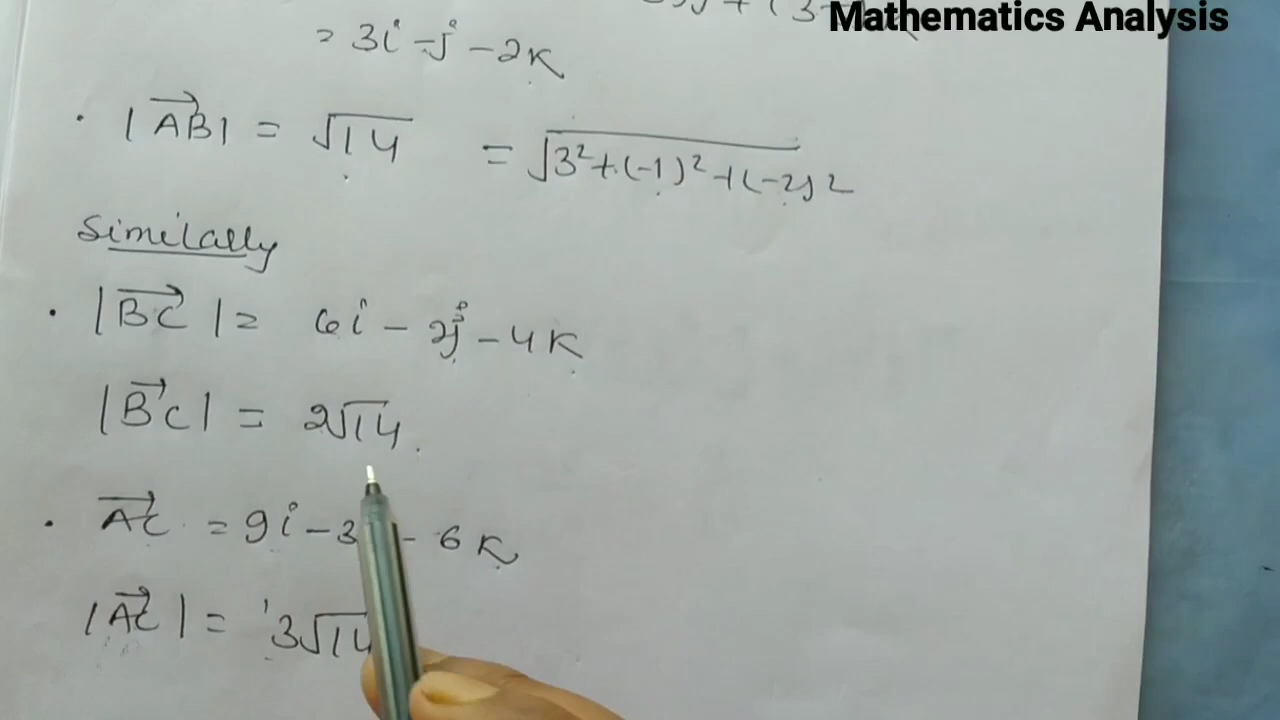 Mathematics Analysis
= 3i - j - 2K
· |AB| = √14 = √3²+(-1)²+(-2)²
Similarly
· |BC| = 6i - 2j - 4K
|BC| = 2√14.
· AC = 9i - 3 - 6K
|AC| = 3√14